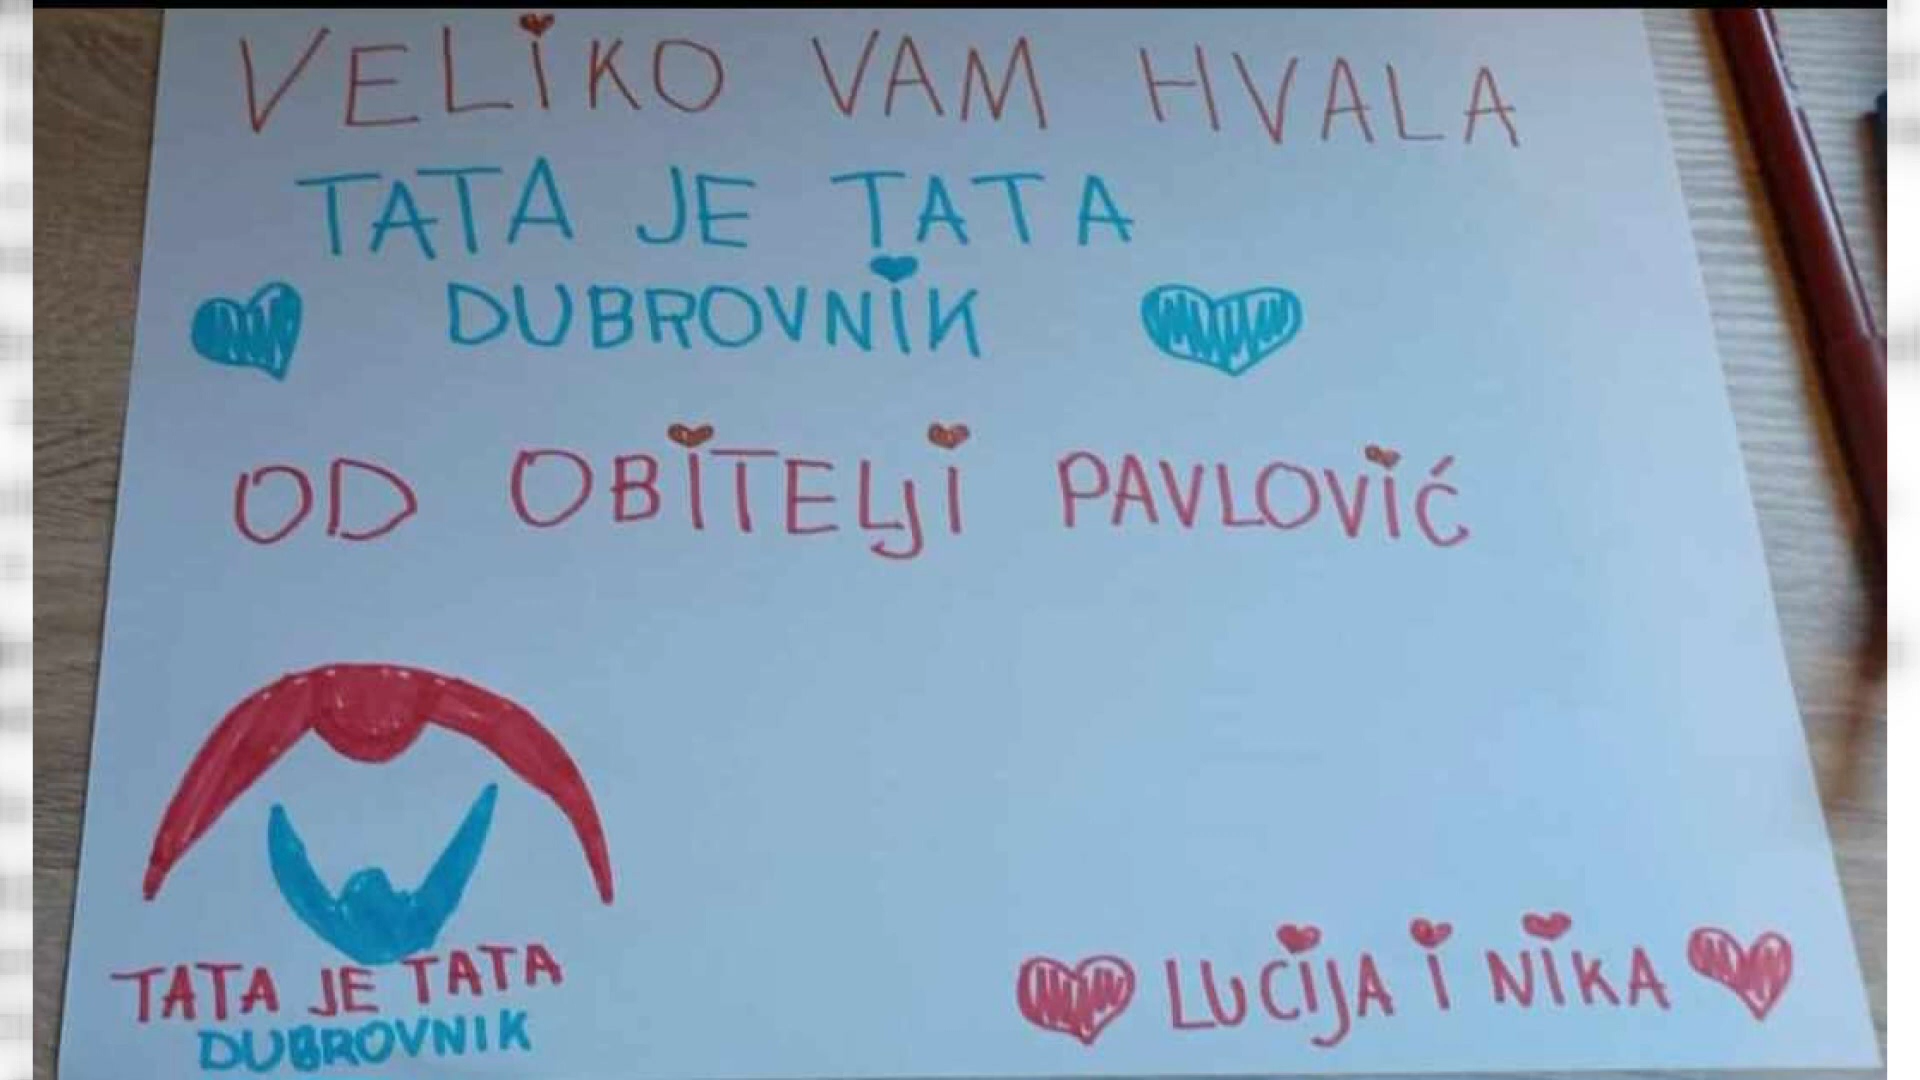 VELIKO VAM HVALA
TATA JE TATA
DUBROVNIK
OD OBITELJI PAVLOVIĆ
TATA JE TATA
DUBROVNIK
LUCIJA I NIKA